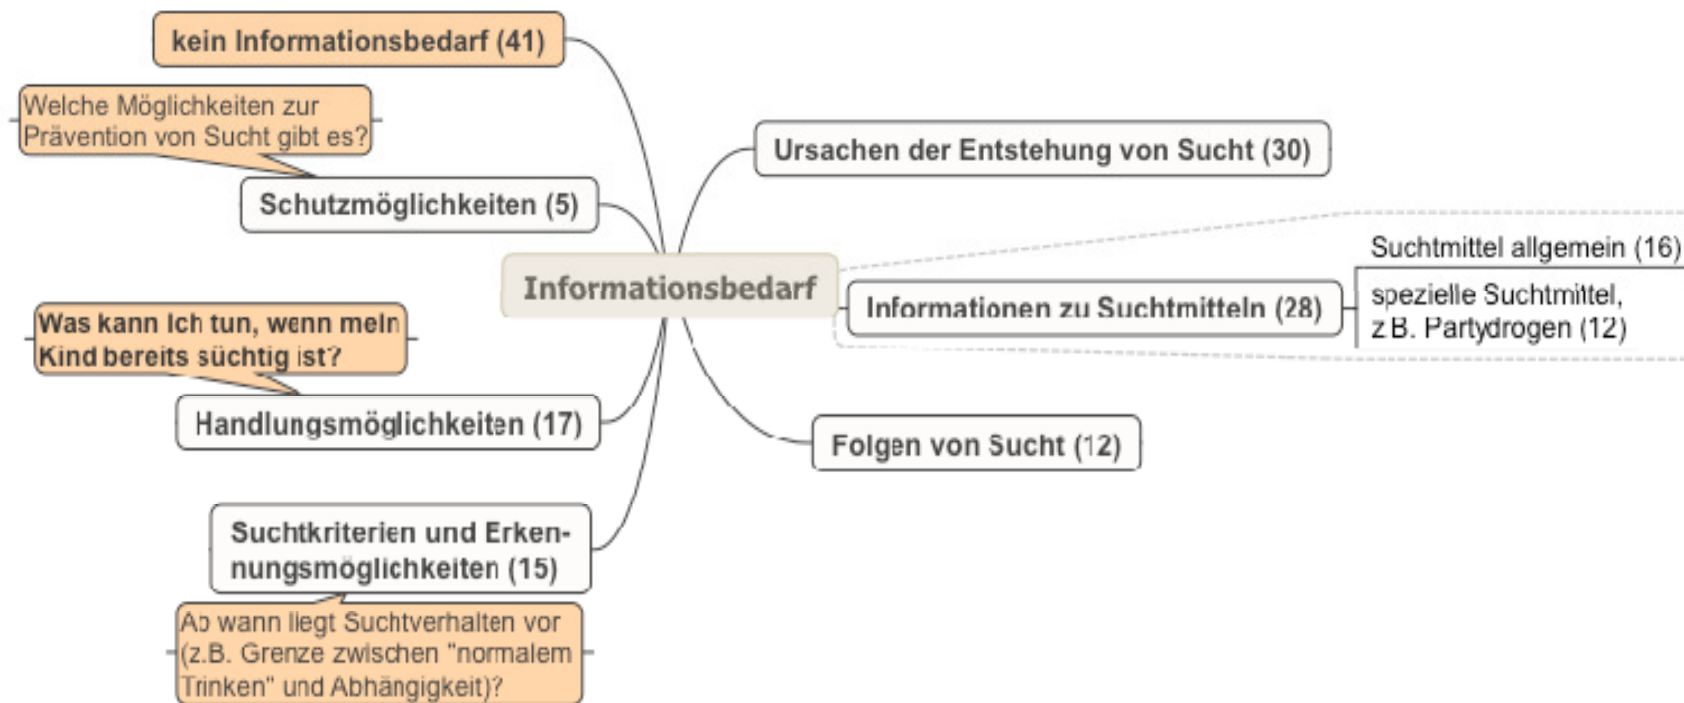 kein Informationsbedarf (41)
Welche Möglichkeiten zur
Prävention von Sucht gibt es?
Schutzmöglichkeiten (5)
Informationsbedarf
Was kann ich tun, wenn mein
Kind bereits süchtig ist?
Handlungsmöglichkeiten (17)
Suchtkriterien und Erken-
nungsmöglichkeiten (15)
Ab wann liegt Suchtverhalten vor
(z.B. Grenze zwischen "normalem
Trinken" und Abhängigkeit)?
Ursachen der Entstehung von Sucht (30)
Informationen zu Suchtmitteln (28)
Suchtmittel allgemein (16)
spezielle Suchtmittel,
z.B. Partydrogen (12)
Folgen von Sucht (12)